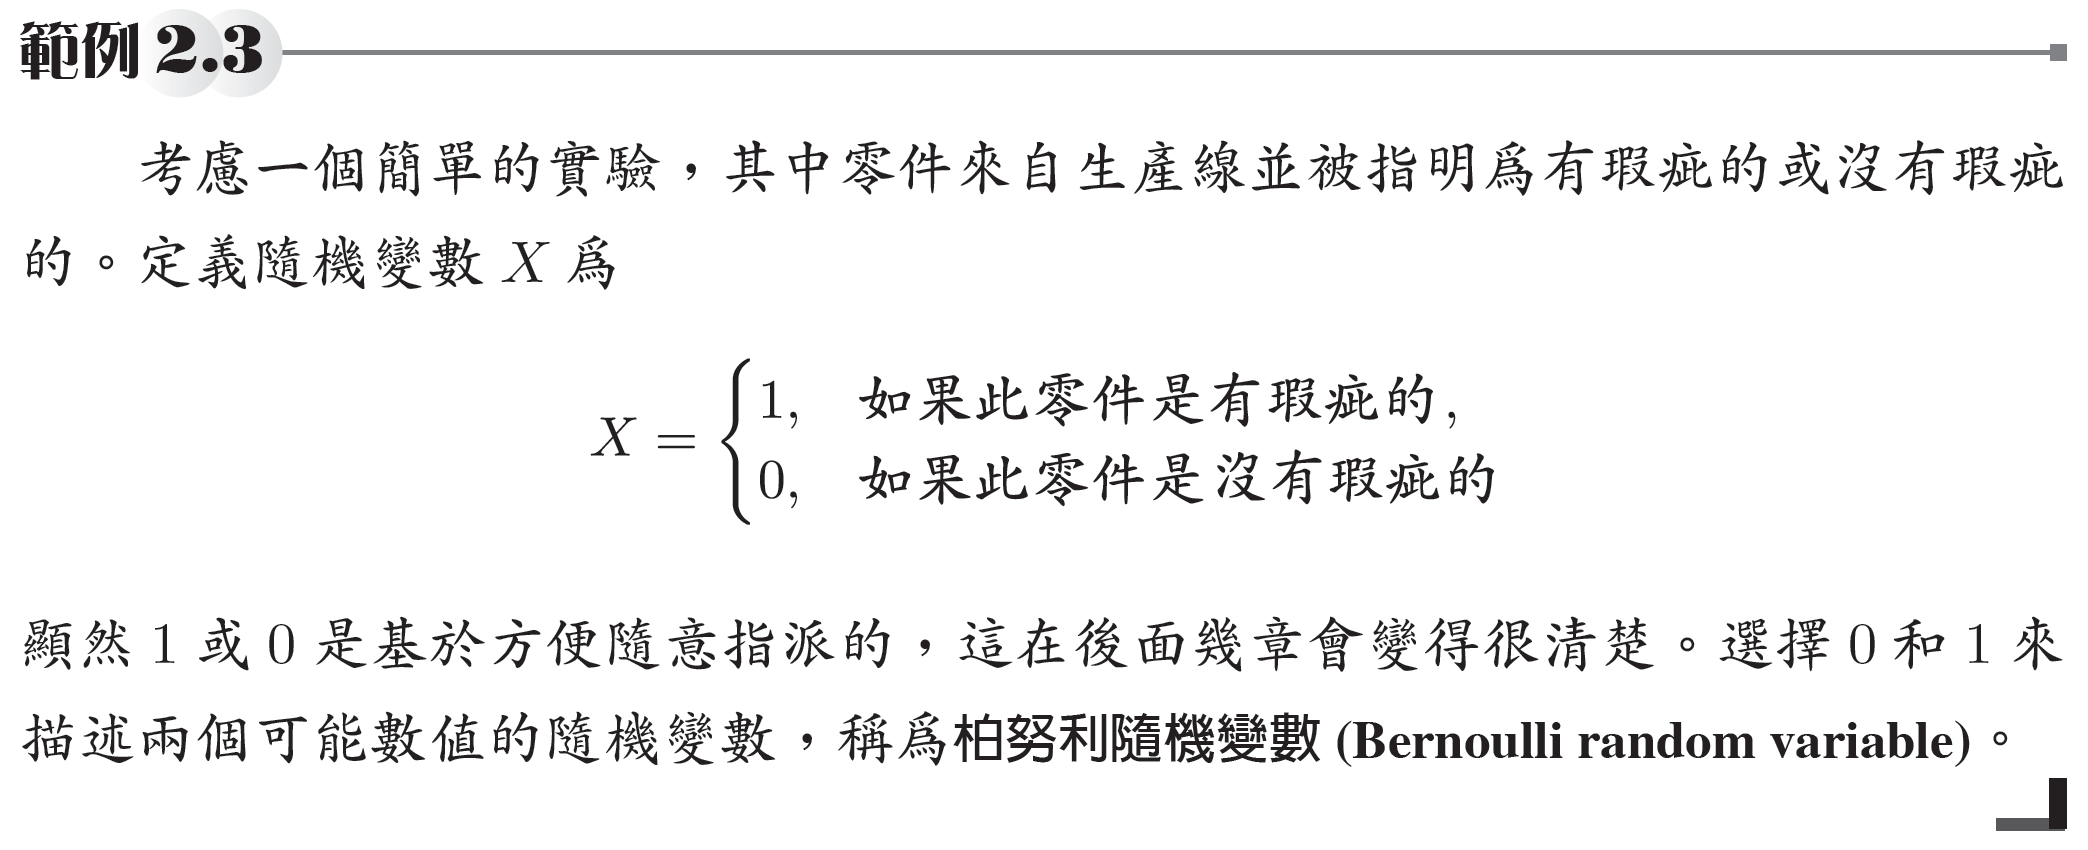 範例 2.3
考慮一個簡單的實驗，其中零件來自生產線並被指明爲有瑕疵的或沒有瑕疵
的。定義隨機變數 X 爲
X = { 1, 如果此零件是有瑕疵的,
0, 如果此零件是沒有瑕疵的
顯然 1 或 0 是基於方便隨意指派的，這在後面幾章會變得很清楚。選擇 0 和 1 來
描述兩個可能數值的隨機變數，稱爲柏努利隨機變數 (Bernoulli random variable)。